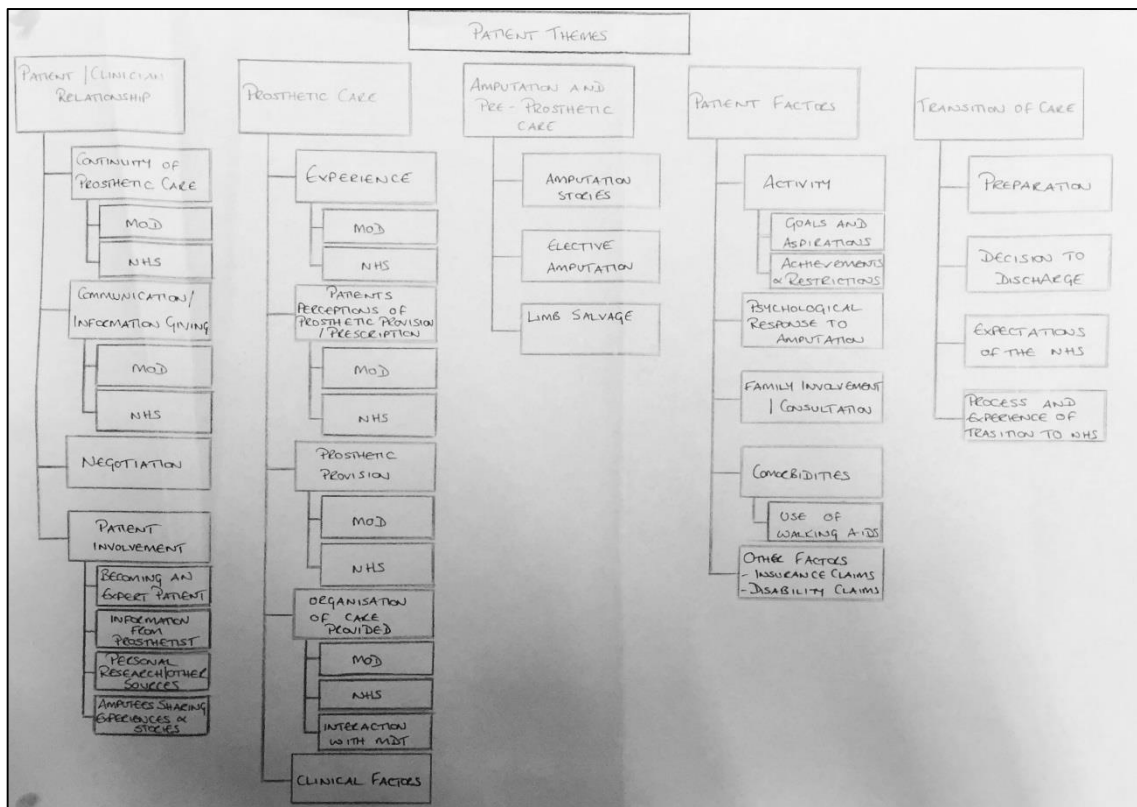 PATIENT THEMES
PATIENT / CLINICIAN
RELATIONSHIP
CONTINUITY OF
PROSTHETIC CARE
MOD
NHS
COMMUNICATION/
INFORMATION GIVING
MOD
NHS
NEGOTIATION
PATIENT
INVOLVEMENT
BECOMING AN
EXPERT PATIENT
INFORMATION
FROM
PROSTHETIST
PERSONAL
RESEARCH/OTHER
SOURCES
AMPUTEES SHARING
EXPERIENCES &
STORIES
PROSTHETIC CARE
EXPERIENCE
MOD
NHS
PATIENTS
PERCEPTIONS OF
PROSTHETIC PROVISION
/ PRESCRIPTION
MOD
NHS
PROSTHETIC
PROVISION
MOD
NHS
ORGANISATION
OF CARE
PROVIDED
MOD
NHS
INTERACTION
WITH MDT
CLINICAL FACTORS
AMPUTATION AND
PRE-PROSTHETIC
CARE
AMPUTATION
STORIES
ELECTIVE
AMPUTATION
LIMB SALVAGE
PATIENT FACTORS
ACTIVITY
GOALS AND
ASPIRATIONS
ACHIEVEMENTS
& RESTRICTIONS
PSYCHOLOGICAL
RESPONSE TO
AMPUTATION
FAMILY INVOLVEMENT
/ CONSULTATION
COMORBIDITIES
USE OF
WALKING AIDS
OTHER FACTORS
- INSURANCE CLAIMS
- DISABILITY CLAIMS
TRANSITION OF CARE
PREPARATION
DECISION TO
DISCHARGE
EXPECTATIONS
OF THE NHS
PROCESS AND
EXPERIENCE OF
TRASITION TO NHS